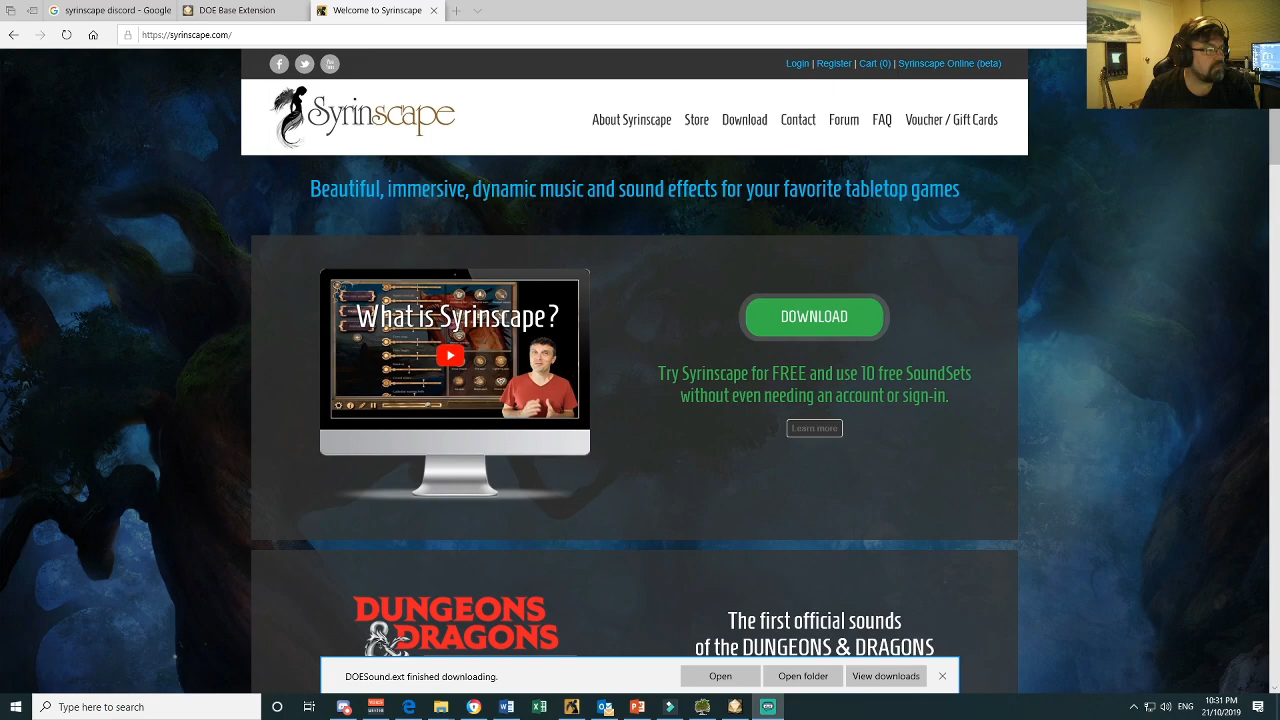 syrinscape discord - Google
DOE Base Extension
Welcome to Syrinscape
https://syrinscape.com/
Login | Register | Cart (0) | Syrinscape Online (beta)
Syrinscape
About Syrinscape Store Download Contact Forum FAQ Voucher / Gift Cards
Beautiful, immersive, dynamic music and sound effects for your favorite tabletop games
What is Syrinscape?
DOWNLOAD
Try Syrinscape for FREE and use 10 free SoundSets
without even needing an account or sign-in.
Learn more
DUNGEONS
& DRAGONS
The first official sounds
of the DUNGEONS & DRAGONS
DOESound.ext finished downloading.
Open
Open folder
View downloads
Type here to search
10:31 PM
21/10/2019